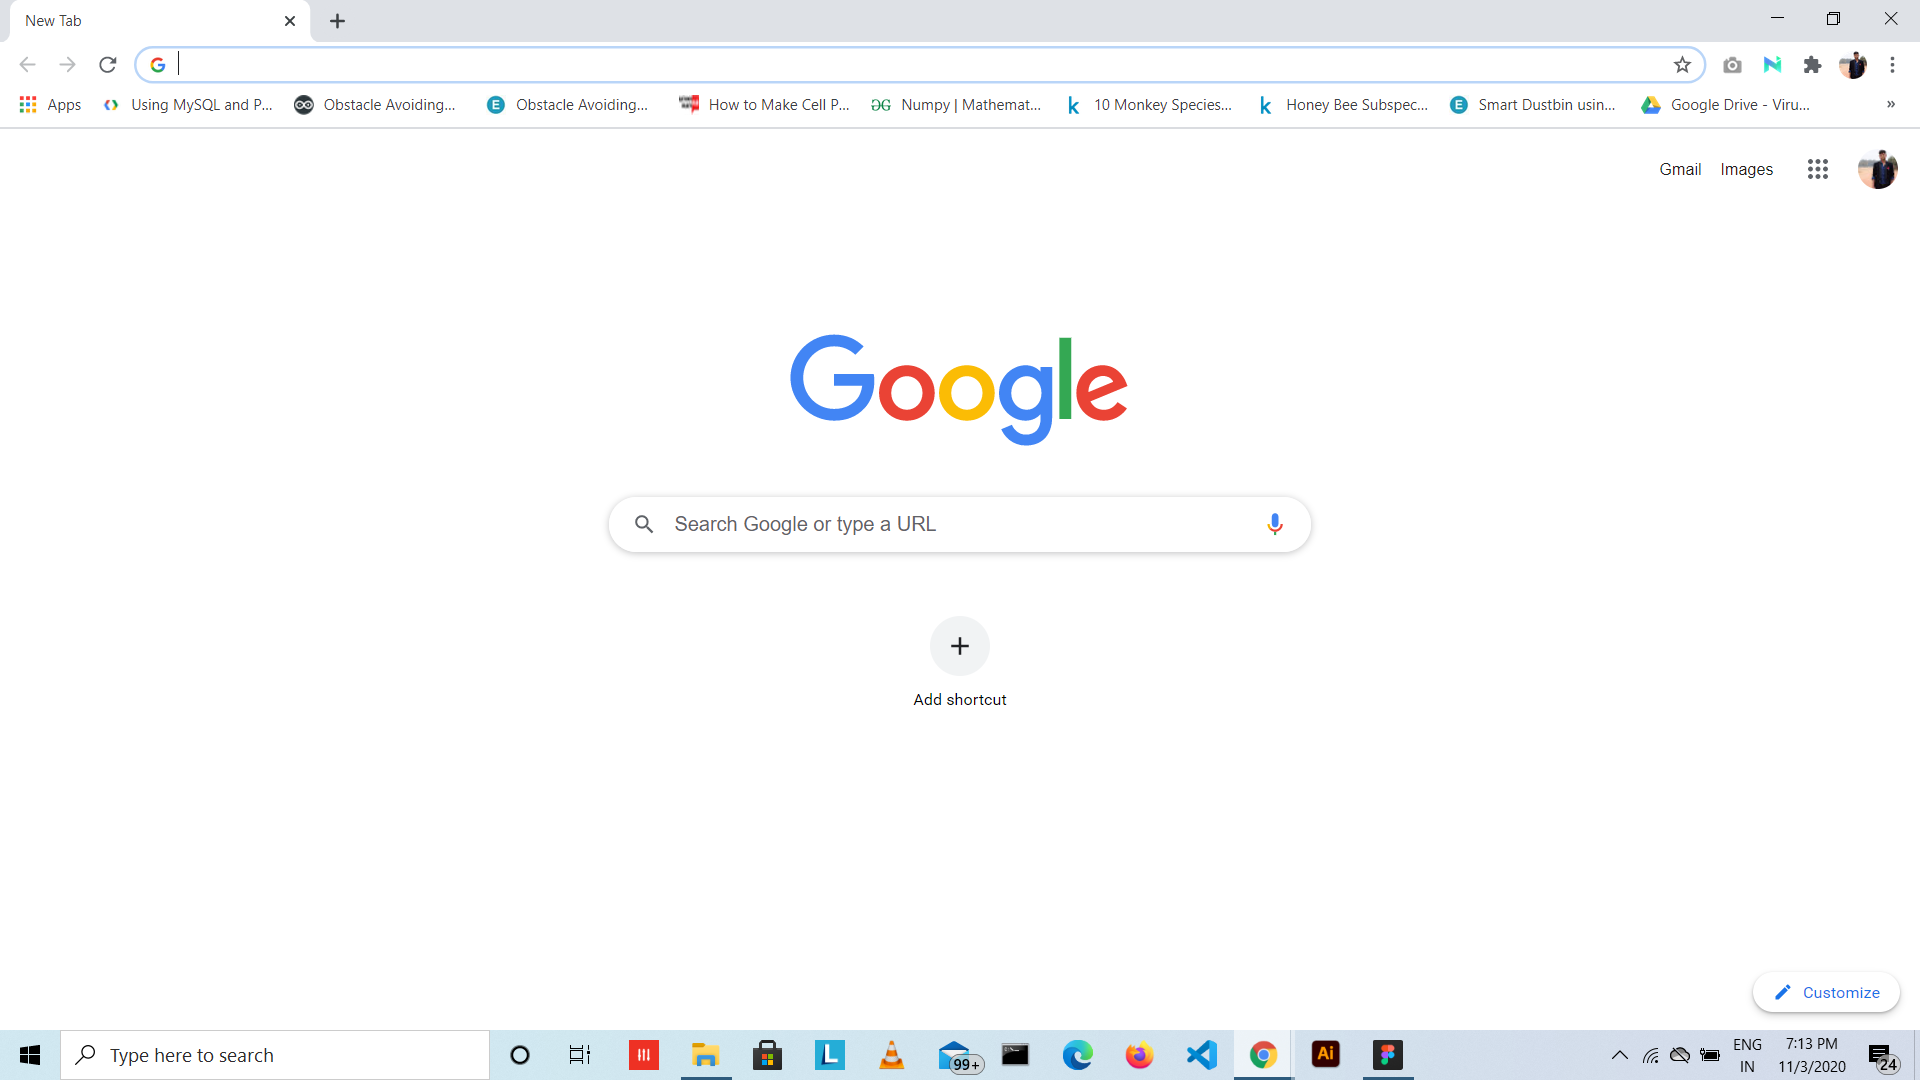 New Tab
Apps
Using MySQL and P...
Obstacle Avoiding...
E
Obstacle Avoiding...
How to Make Cell P...
Numpy | Mathemat...
k
10 Monkey Species...
k
Honey Bee Subspec...
E
Smart Dustbin usin...
Google Drive - Viru...
»
Gmail
Images
Google
Search Google or type a URL
Add shortcut
Customize
Type here to search
L
99+
Ai
ENG
IN
7:13 PM
11/3/2020
24